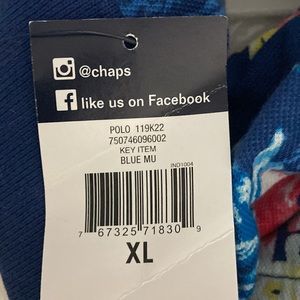 @chaps
like us on Facebook
POLO 119K22
750746096002
KEY ITEM
BLUE MU
IND1004
7 67325 71830 9
XL